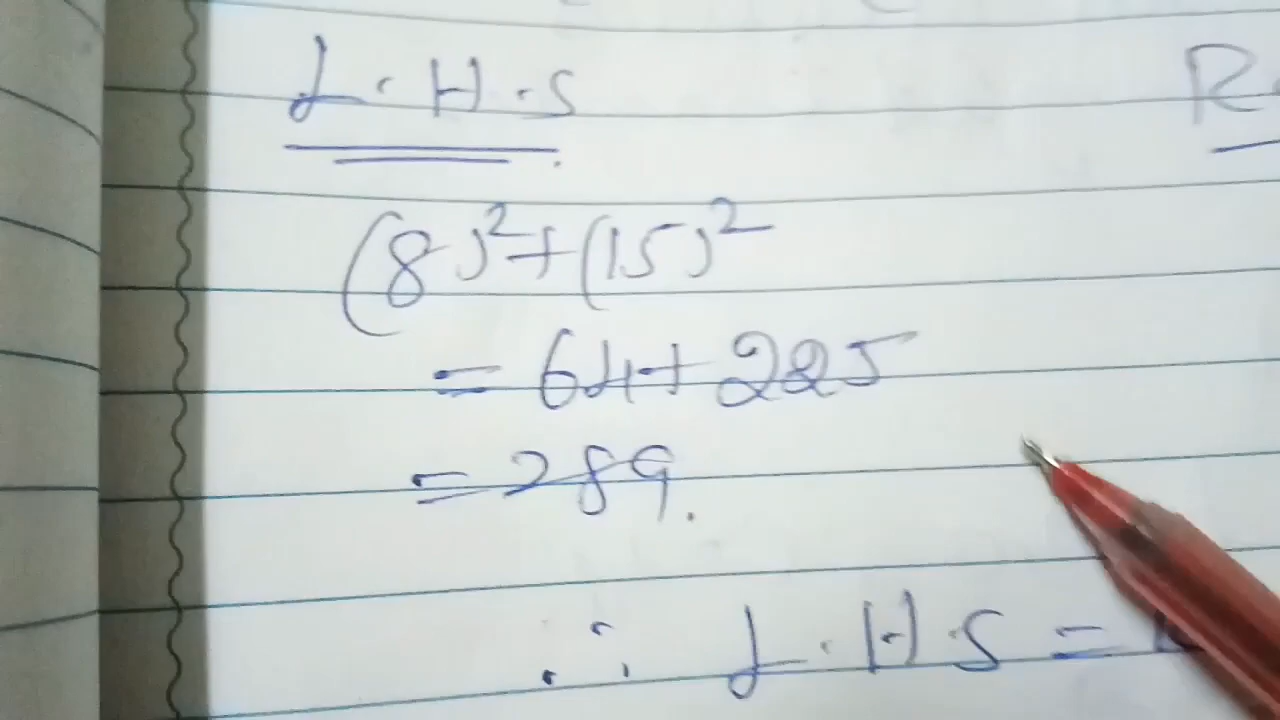 L.H.S
(8)²+(15)²
= 64+225
= 289.
∴ L.H.S =